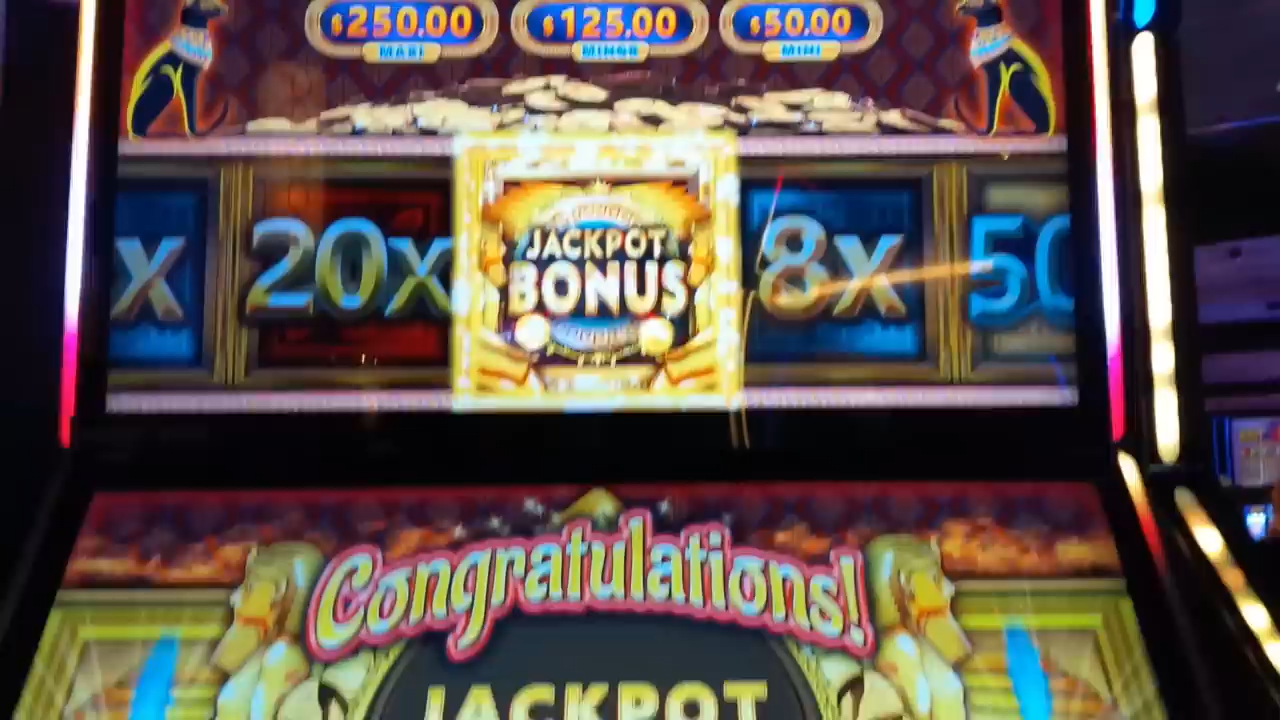 $250.00 $125.00 $50.00
MAXI MINOR MINI
x 20x JACKPOT BONUS 8x 50
Congratulations!
JACKPOT